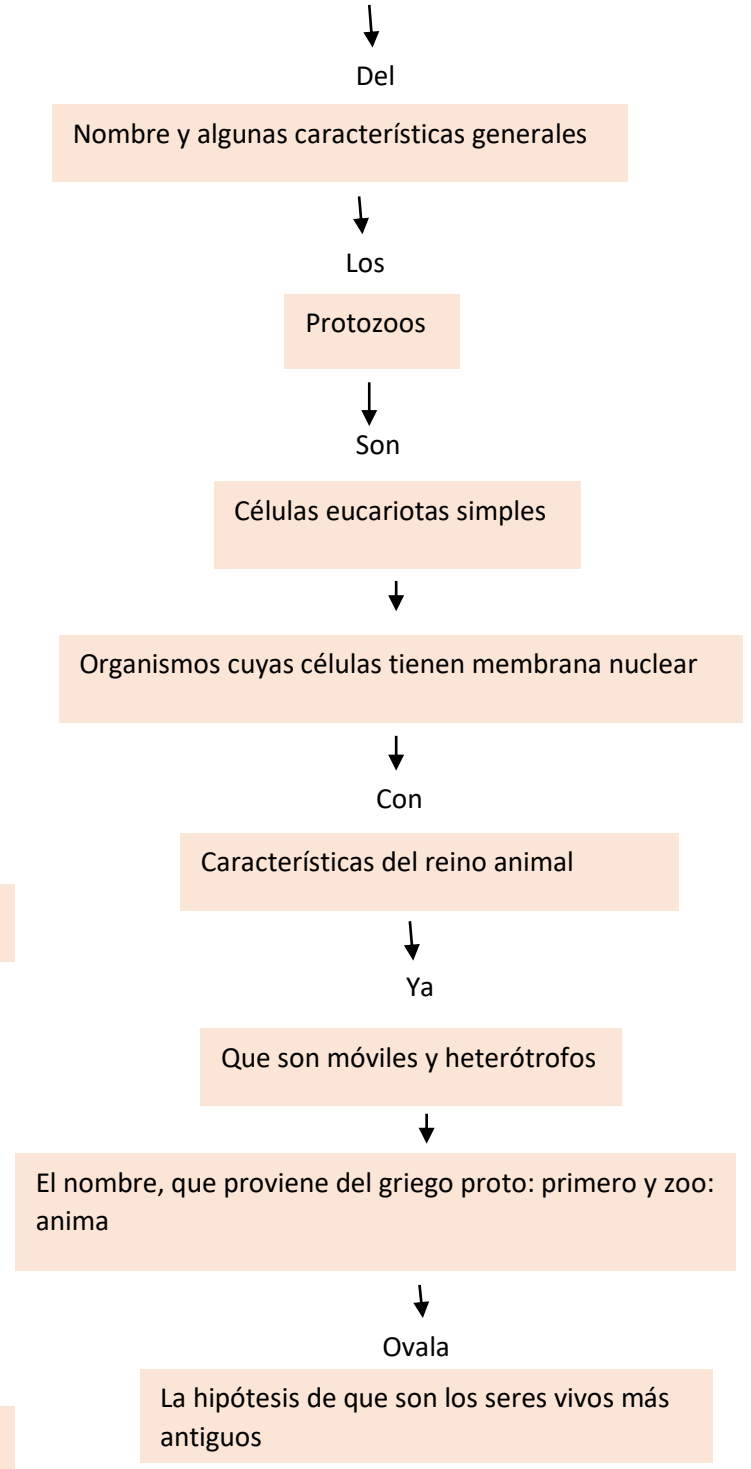 Del
Nombre y algunas características generales
Los
Protozoos
Son
Células eucariotas simples
Organismos cuyas células tienen membrana nuclear
Con
Características del reino animal
Ya
Que son móviles y heterótrofos
El nombre, que proviene del griego proto: primero y zoo:
anima
Ovala
La hipótesis de que son los seres vivos más
antiguos